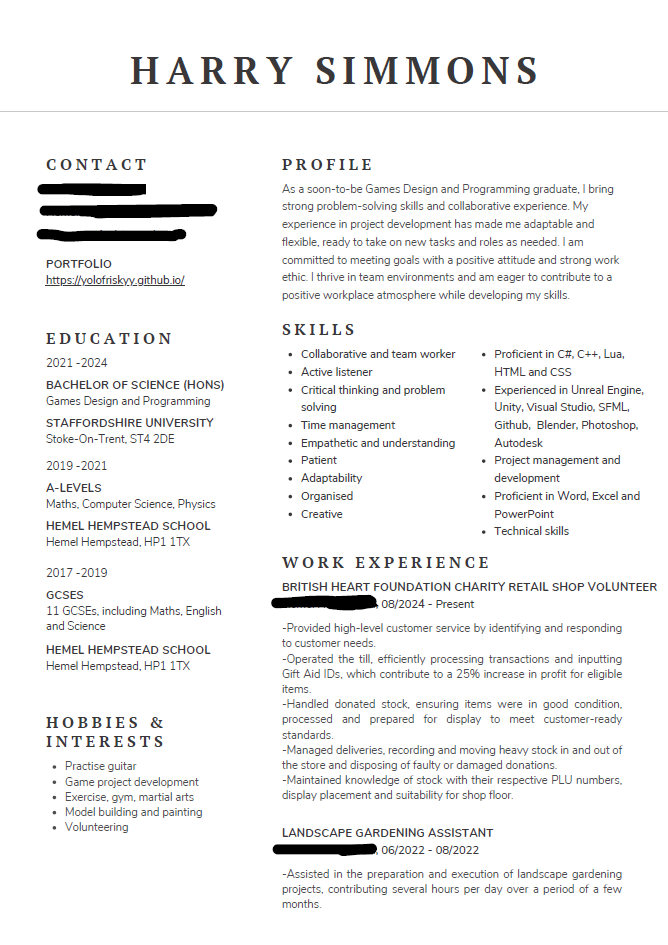 HARRY SIMMONS
CONTACT
PORTFOLIO
https://yolofriskyy.github.io/
EDUCATION
2021 -2024
BACHELOR OF SCIENCE (HONS)
Games Design and Programming
STAFFORDSHIRE UNIVERSITY
Stoke-On-Trent, ST4 2DE
2019 -2021
A-LEVELS
Maths, Computer Science, Physics
HEMEL HEMPSTEAD SCHOOL
Hemel Hempstead, HP1 1TX
2017 -2019
GCSES
11 GCSEs, including Maths, English
and Science
HEMEL HEMPSTEAD SCHOOL
Hemel Hempstead, HP1 1TX
HOBBIES &
INTERESTS
• Practise guitar
• Game project development
• Exercise, gym, martial arts
• Model building and painting
• Volunteering
PROFILE
As a soon-to-be Games Design and Programming graduate, I bring
strong problem-solving skills and collaborative experience. My
experience in project development has made me adaptable and
flexible, ready to take on new tasks and roles as needed. I am
committed to meeting goals with a positive attitude and strong work
ethic. I thrive in team environments and am eager to contribute to a
positive workplace atmosphere while developing my skills.
SKILLS
• Collaborative and team worker
• Active listener
• Critical thinking and problem
solving
• Time management
• Empathetic and understanding
• Patient
• Adaptability
• Organised
• Creative
• Proficient in C#, C++, Lua,
HTML and CSS
• Experienced in Unreal Engine,
Unity, Visual Studio, SFML,
Github, Blender, Photoshop,
Autodesk
• Project management and
development
• Proficient in Word, Excel and
PowerPoint
• Technical skills
WORK EXPERIENCE
BRITISH HEART FOUNDATION CHARITY RETAIL SHOP VOLUNTEER
, 08/2024 - Present
-Provided high-level customer service by identifying and responding
to customer needs.
-Operated the till, efficiently processing transactions and inputting
Gift Aid IDs, which contribute to a 25% increase in profit for eligible
items.
-Handled donated stock, ensuring items were in good condition,
processed and prepared for display to meet customer-ready
standards.
-Managed deliveries, recording and moving heavy stock in and out of
the store and disposing of faulty or damaged donations.
-Maintained knowledge of stock with their respective PLU numbers,
display placement and suitability for shop floor.
LANDSCAPE GARDENING ASSISTANT
, 06/2022 - 08/2022
-Assisted in the preparation and execution of landscape gardening
projects, contributing several hours per day over a period of a few
months.